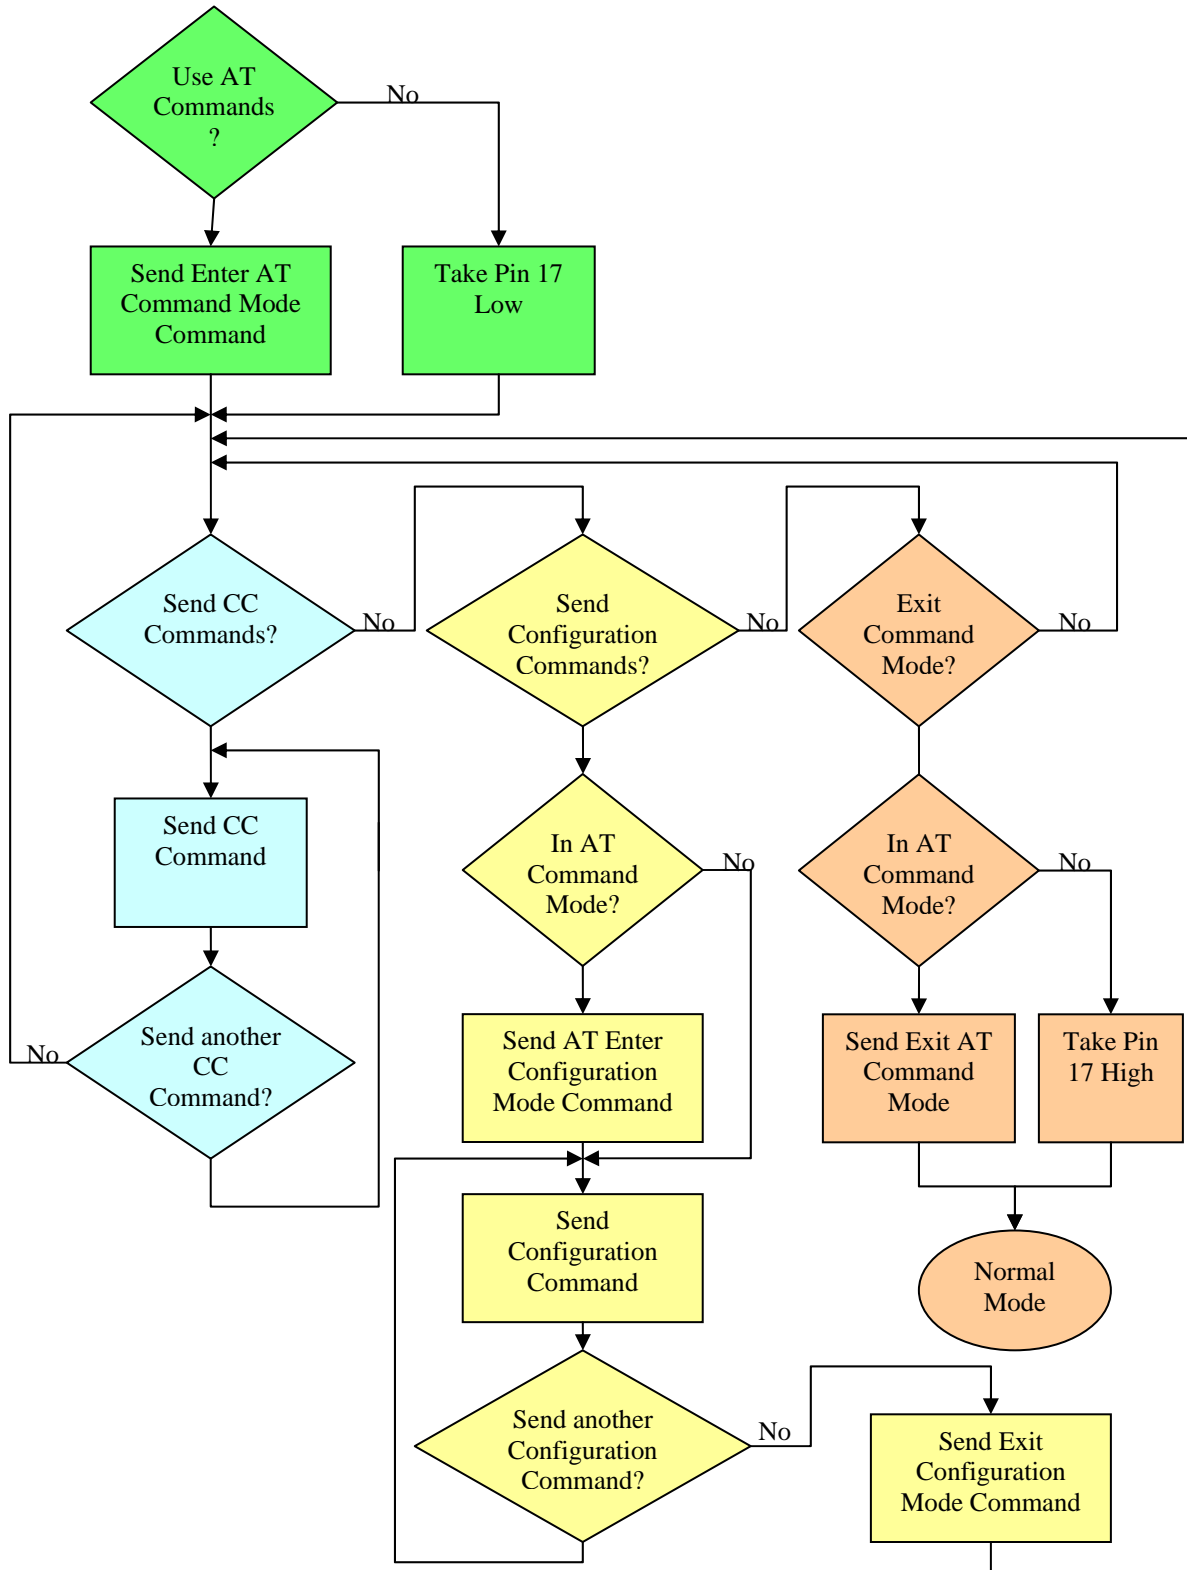 Use AT
Commands
?
No
Send Enter AT
Command Mode
Command
Take Pin 17
Low
Send CC
Commands?
No
Send
Configuration
Commands?
No
Exit
Command
Mode?
No
Send CC
Command
In AT
Command
Mode?
No
In AT
Command
Mode?
No
Send another
CC
Command?
No
Send AT Enter
Configuration
Mode Command
Send Exit AT
Command
Mode
Take Pin
17 High
Send
Configuration
Command
Normal
Mode
Send another
Configuration
Command?
No
Send Exit
Configuration
Mode Command